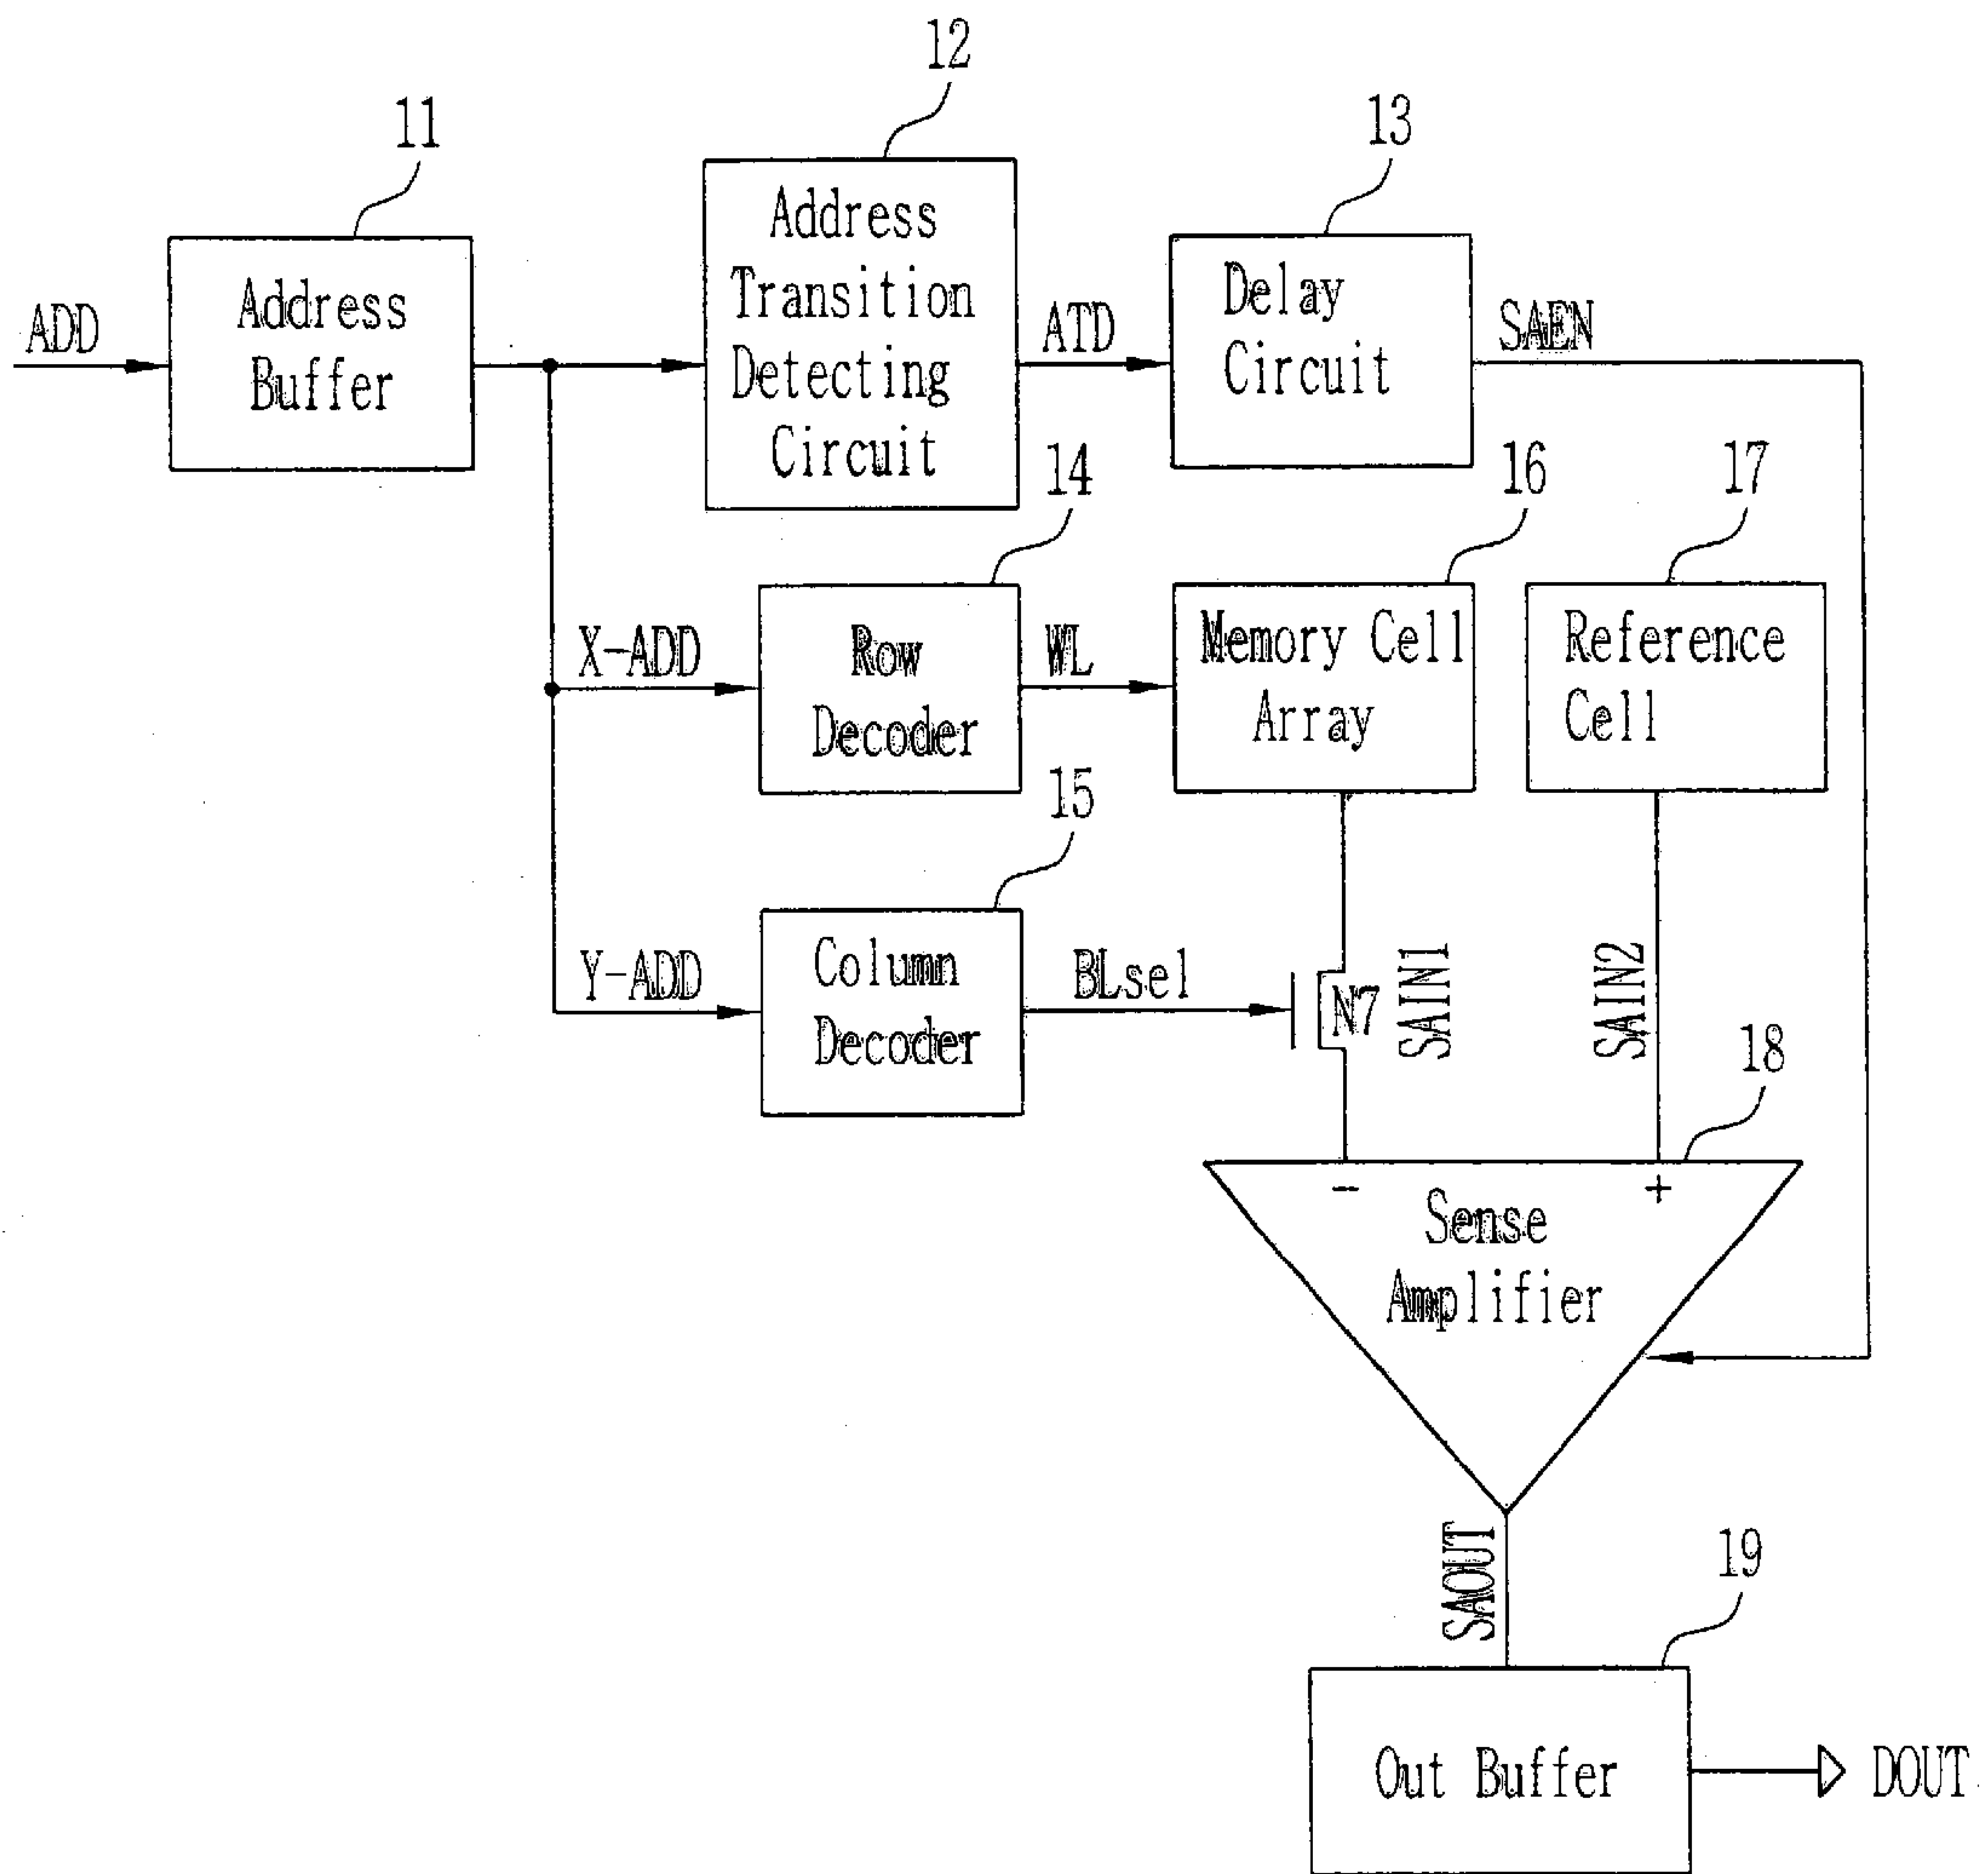 12
11
13
Address
Transition
Detecting
Circuit
Delay
Circuit
Address
Buffer
ADD
ATD
SAEN
14
16
17
X-ADD
Row
Decoder
WL
Memory Cell
Array
Reference
Cell
15
Y-ADD
Column
Decoder
BLsel
N7
SAIN1
SAIN2
18
-
+
Sense
Amplifier
SAOUT
19
Out Buffer
DOUT